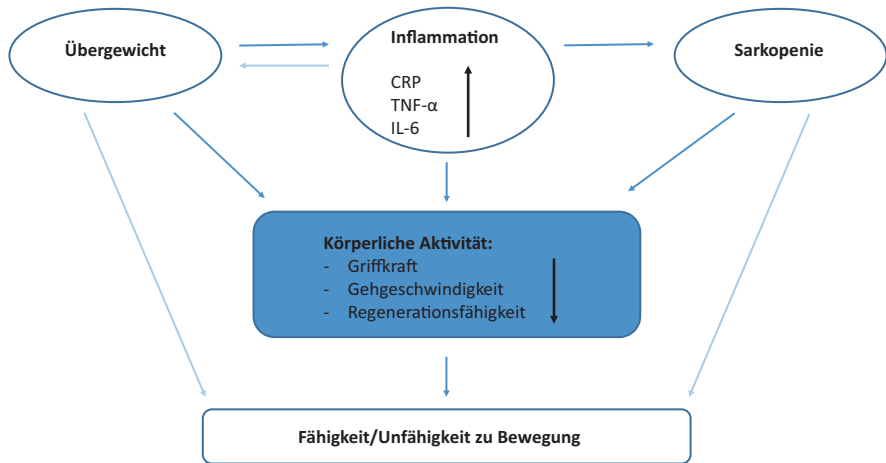 Übergewicht
Inflammation
CRP
TNF-α
IL-6
Sarkopenie
Körperliche Aktivität:
- Griffkraft
- Gehgeschwindigkeit
- Regenerationsfähigkeit
Fähigkeit/Unfähigkeit zu Bewegung